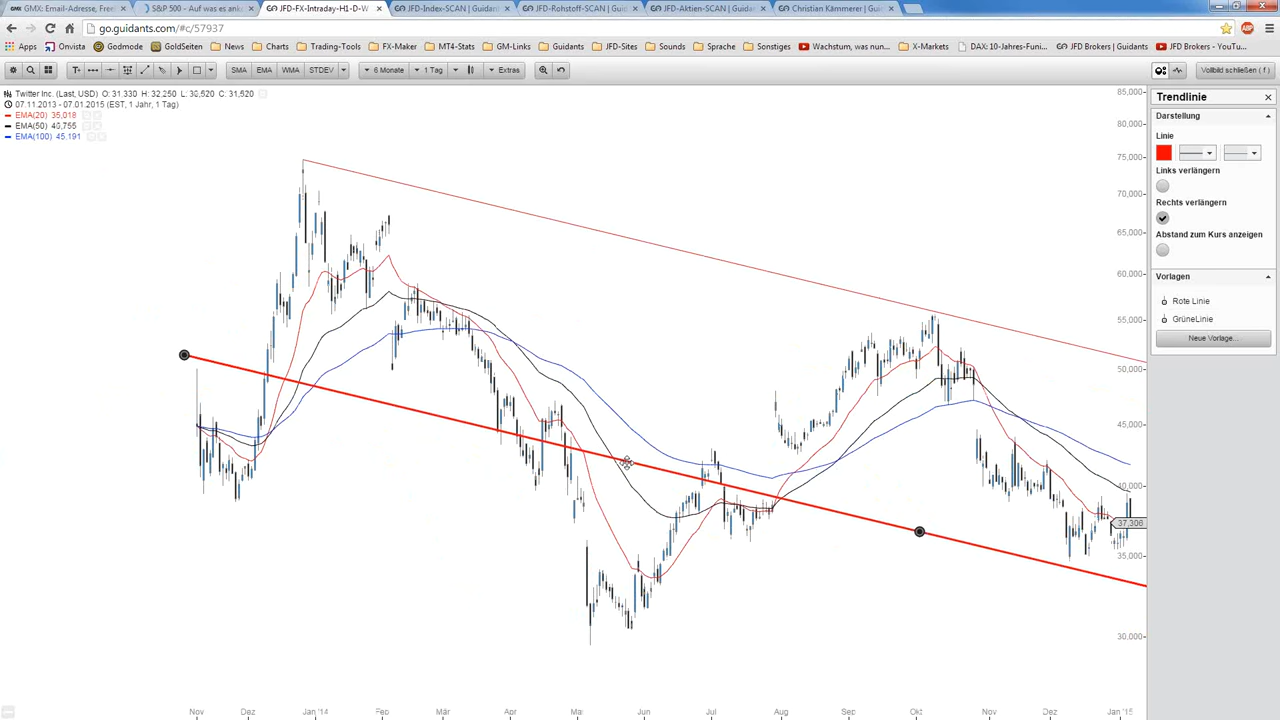 GMX: Email-Adresse, Fren
S&P 500 - Auf was es anko
JFD-FX-Intraday-H1-D-W
JFD-Index-SCAN | Guidant
JFD-Rohstoff-SCAN | Guida
JFD-Aktien-SCAN | Guidan
Christian Kämmerer | Guide
go.guidants.com/#c/57937
Apps
Onvista
Godmode
GoldSeiten
News
Charts
Trading-Tools
FX-Maker
MT4-Stats
GM-Links
Guidants
JFD-Sites
Sounds
Sprache
Sonstiges
Wachstum, was nun...
X-Markets
DAX: 10-Jahres-Funi...
JFD Brokers | Guidants
JFD Brokers - YouTu...
SMA
EMA
WMA
STDEV
6 Monate
1 Tag
Extras
Vollbild schließen ( f )
Twitter Inc. (Last, USD) O: 31,330 H: 32,250 L: 30,520 C: 31,520
07.11.2013 - 07.01.2015 (EST, 1 Jahr, 1 Tag)
EMA(20) 35,018
EMA(50) 40,755
EMA(100) 45,191
85,000
80,000
75,000
70,000
65,000
60,000
55,000
50,000
45,000
40,000
37,306
35,000
30,000
Nov
Dez
Jan '14
Feb
Mär
Apr
Mai
Jun
Jul
Aug
Sep
Okt
Nov
Dez
Jan '15
Trendlinie
Darstellung
Linie
Links verlängern
Rechts verlängern
Abstand zum Kurs anzeigen
Vorlagen
Rote Linie
GrüneLinie
Neue Vorlage...